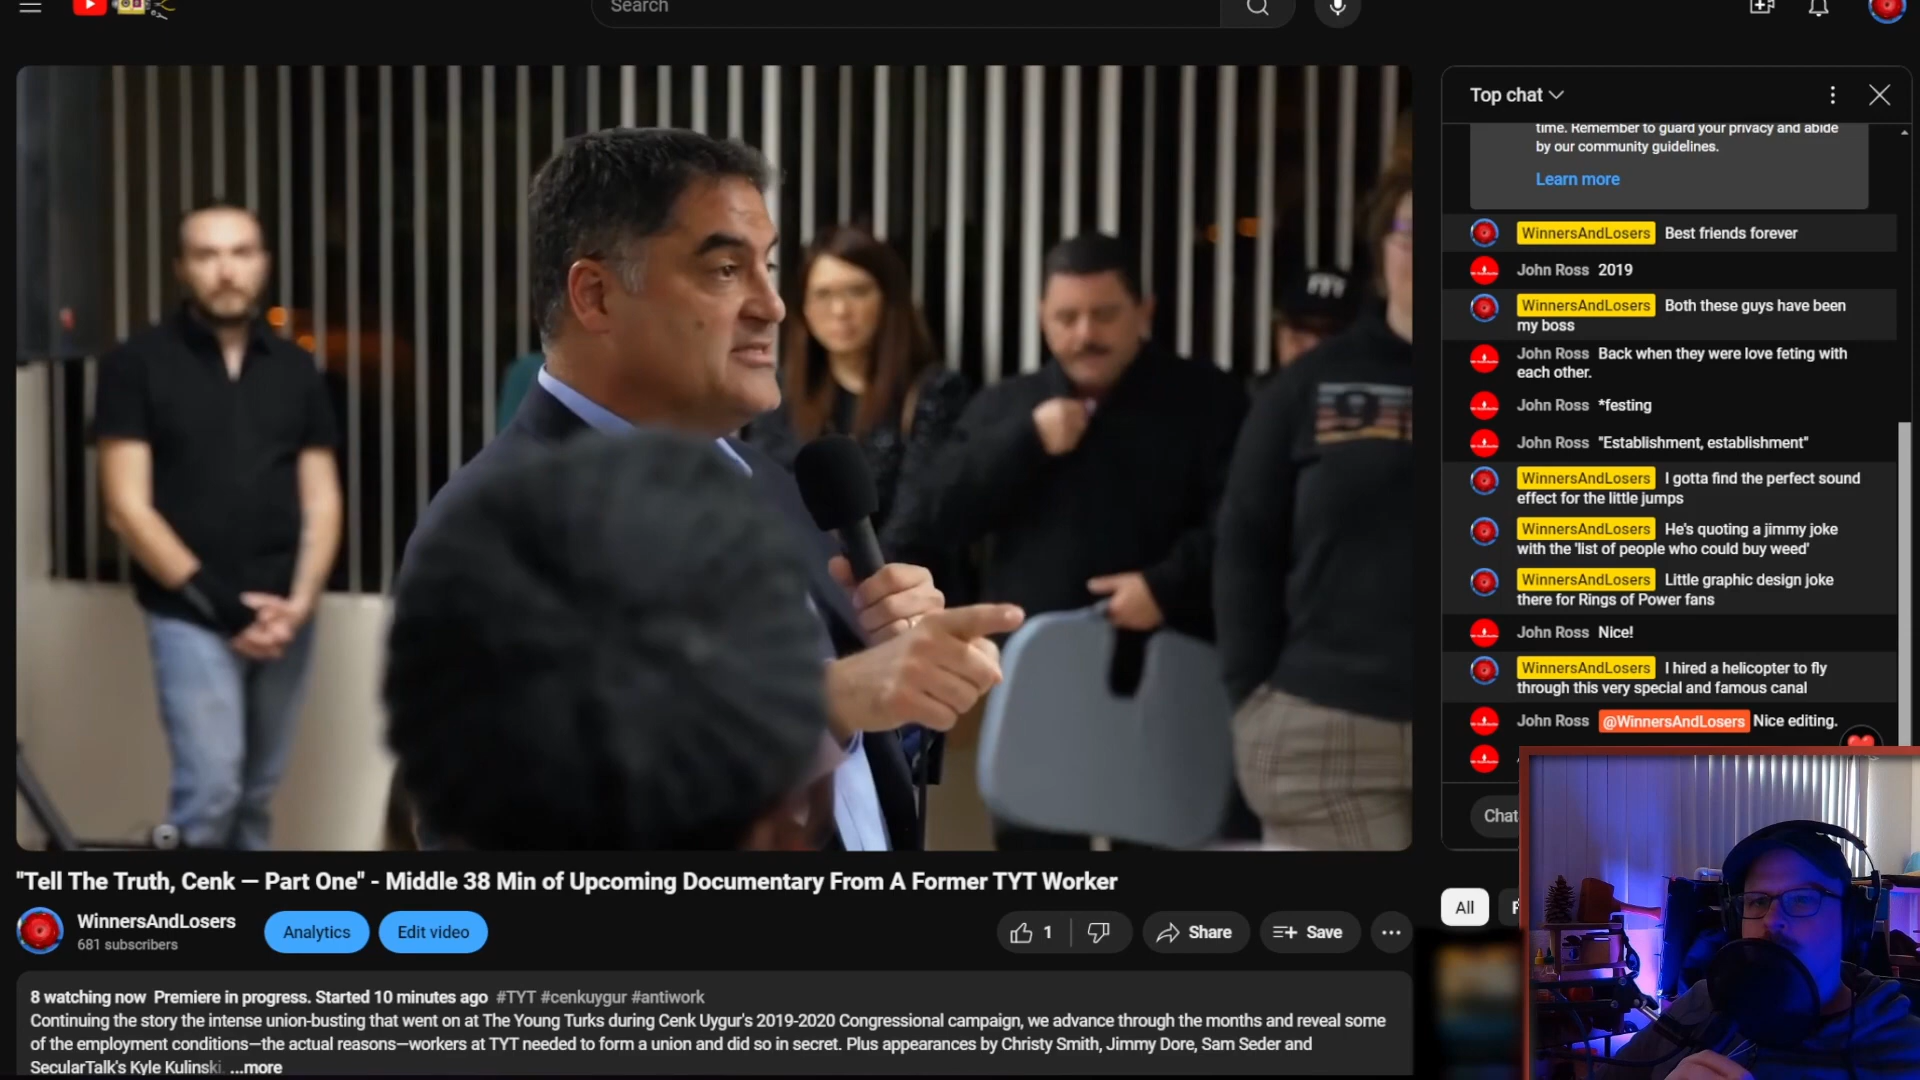 Search
Top chat
time. Remember to guard your privacy and abide
by our community guidelines.
Learn more
WinnersAndLosers Best friends forever
John Ross 2019
WinnersAndLosers Both these guys have been
my boss
John Ross Back when they were love feting with
each other.
John Ross *festing
John Ross "Establishment, establishment"
WinnersAndLosers I gotta find the perfect sound
effect for the little jumps
WinnersAndLosers He's quoting a jimmy joke
with the 'list of people who could buy weed'
WinnersAndLosers Little graphic design joke
there for Rings of Power fans
John Ross Nice!
WinnersAndLosers I hired a helicopter to fly
through this very special and famous canal
John Ross @WinnersAndLosers Nice editing.
Chat
"Tell The Truth, Cenk — Part One" - Middle 38 Min of Upcoming Documentary From A Former TYT Worker
WinnersAndLosers
681 subscribers
Analytics
Edit video
1
Share
Save
All
8 watching now Premiere in progress. Started 10 minutes ago #TYT #cenkuygur #antiwork
Continuing the story the intense union-busting that went on at The Young Turks during Cenk Uygur's 2019-2020 Congressional campaign, we advance through the months and reveal some
of the employment conditions—the actual reasons—workers at TYT needed to form a union and did so in secret. Plus appearances by Christy Smith, Jimmy Dore, Sam Seder and
SecularTalk's Kyle Kulinski. ...more